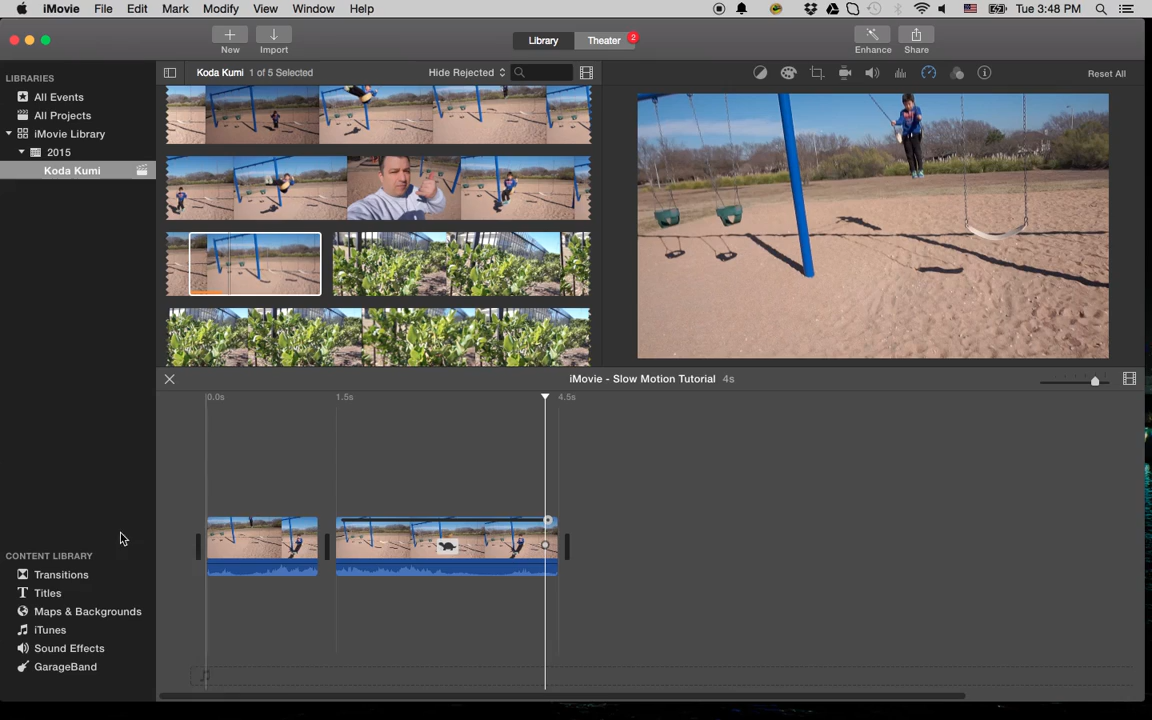 iMovie File Edit Mark Modify View Window Help Tue 3:48 PM
New Import Library Theater 2 Enhance Share
LIBRARIES
Koda Kumi 1 of 5 Selected Hide Rejected Reset All
All Events
All Projects
iMovie Library
2015
Koda Kumi
iMovie - Slow Motion Tutorial 4s
0.0s 1.5s 4.5s
CONTENT LIBRARY
Transitions
T Titles
Maps & Backgrounds
iTunes
Sound Effects
GarageBand